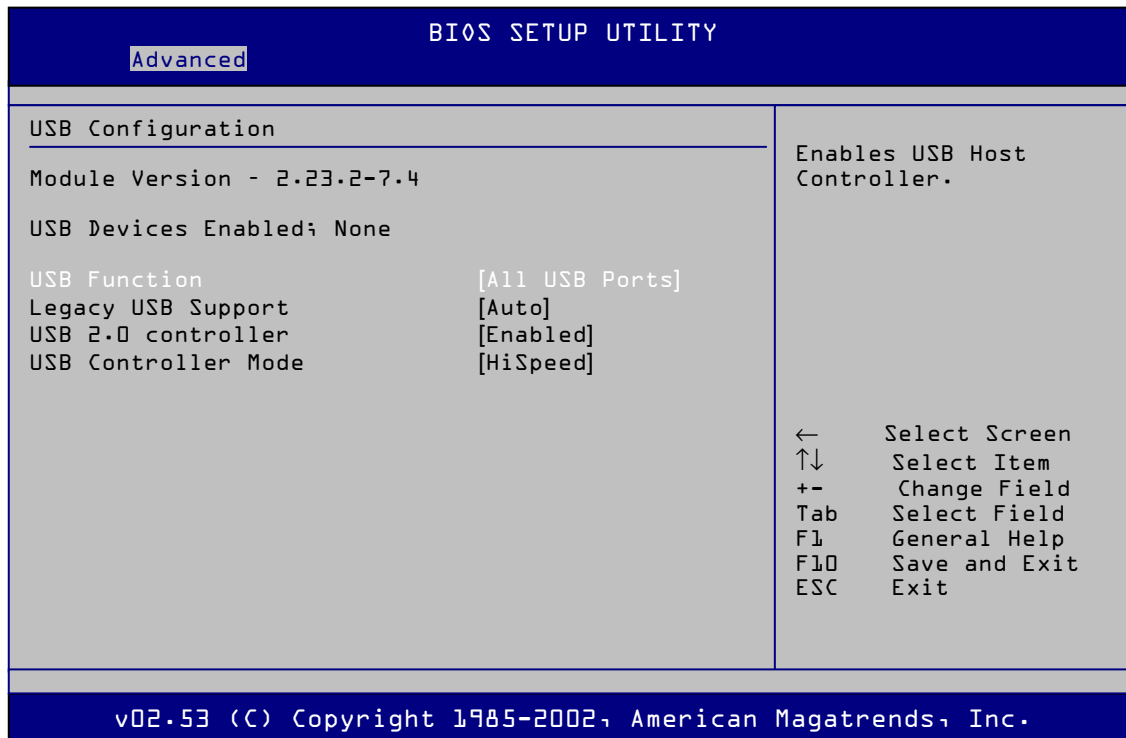 BIOS SETUP UTILITY
Advanced
USB Configuration
Module Version - 2.23.2-7.4
USB Devices Enabled; None
USB Function [All USB Ports]
Legacy USB Support [Auto]
USB 2.0 controller [Enabled]
USB Controller Mode [HiSpeed]
Enables USB Host
Controller.
← Select Screen
↑↓ Select Item
+- Change Field
Tab Select Field
F1 General Help
F10 Save and Exit
ESC Exit
v02.53 (C) Copyright 1985-2002, American Magatrends, Inc.